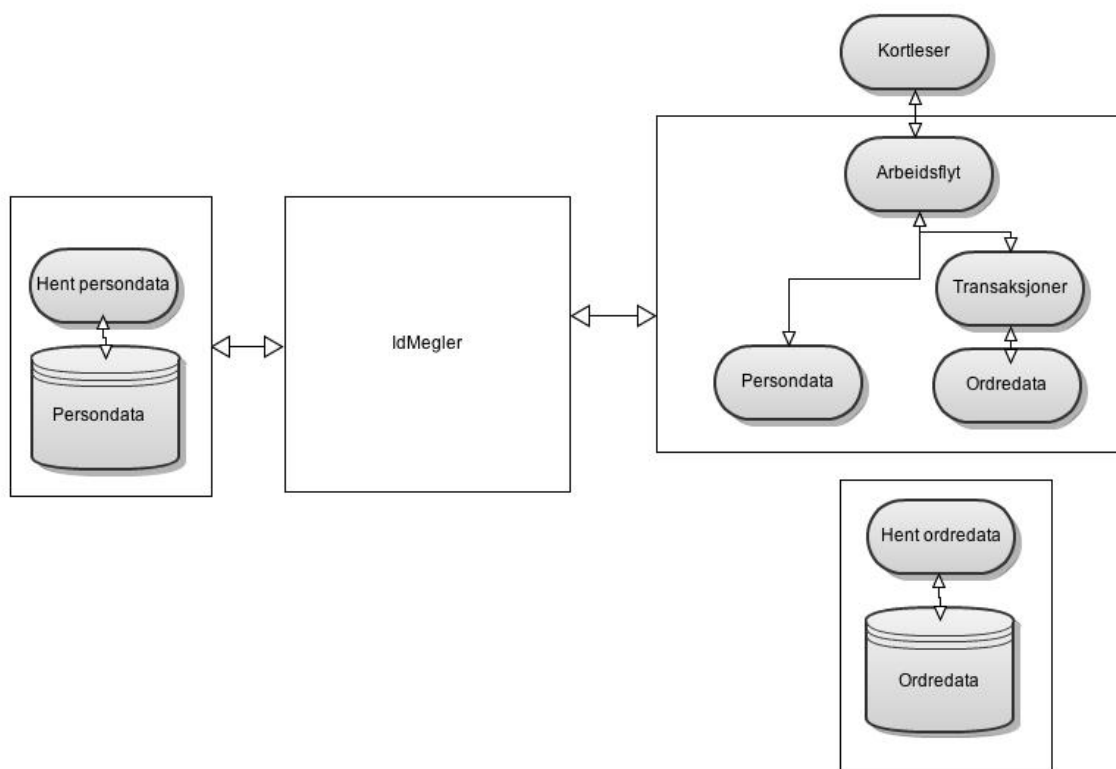 Kortleser
Arbeidsflyt
Hent persondata
Transaksjoner
IdMegler
Persondata
Ordredata
Persondata
Hent ordredata
Ordredata